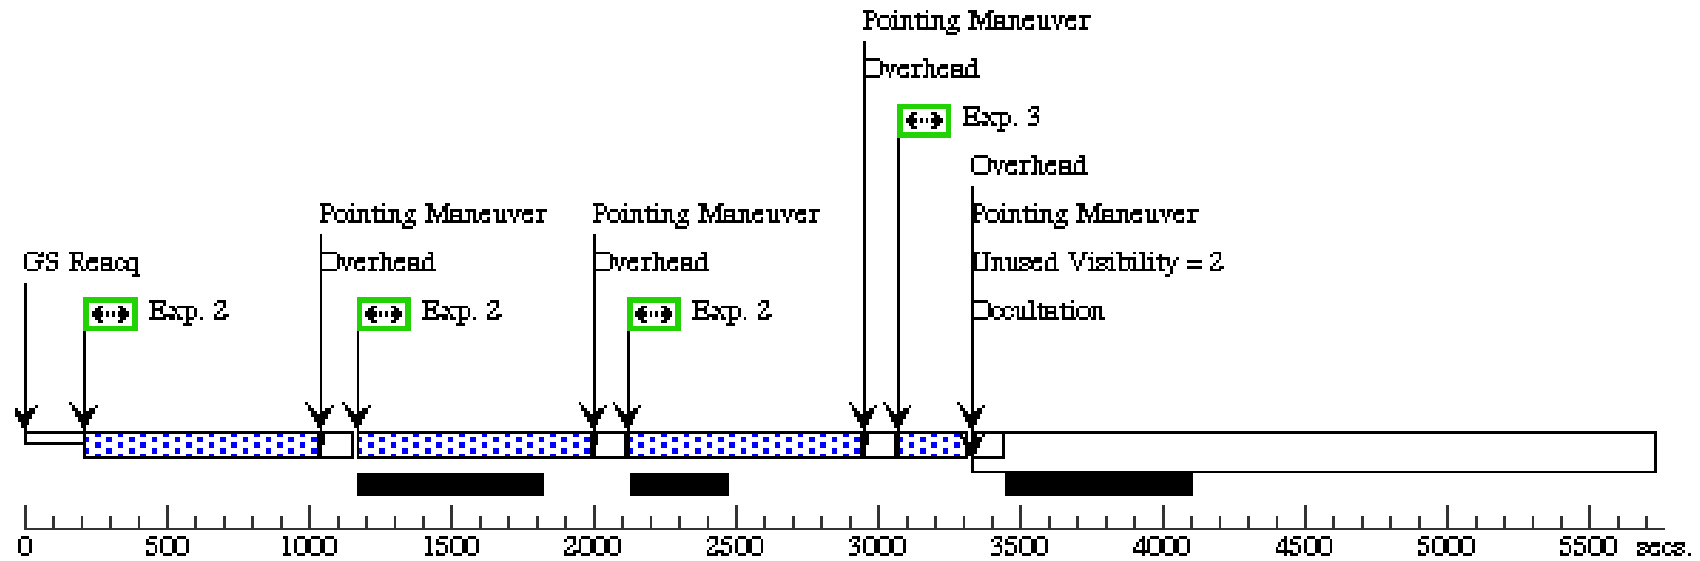 Pointing Maneuver
Overhead
Exp. 3
Overhead
Pointing Maneuver
Pointing Maneuver
Pointing Maneuver
GS Reacq
Overhead
Overhead
Unused Visibility = 2
Exp. 2
Exp. 2
Exp. 2
Occultation
0 500 1000 1500 2000 2500 3000 3500 4000 4500 5000 5500 secs.